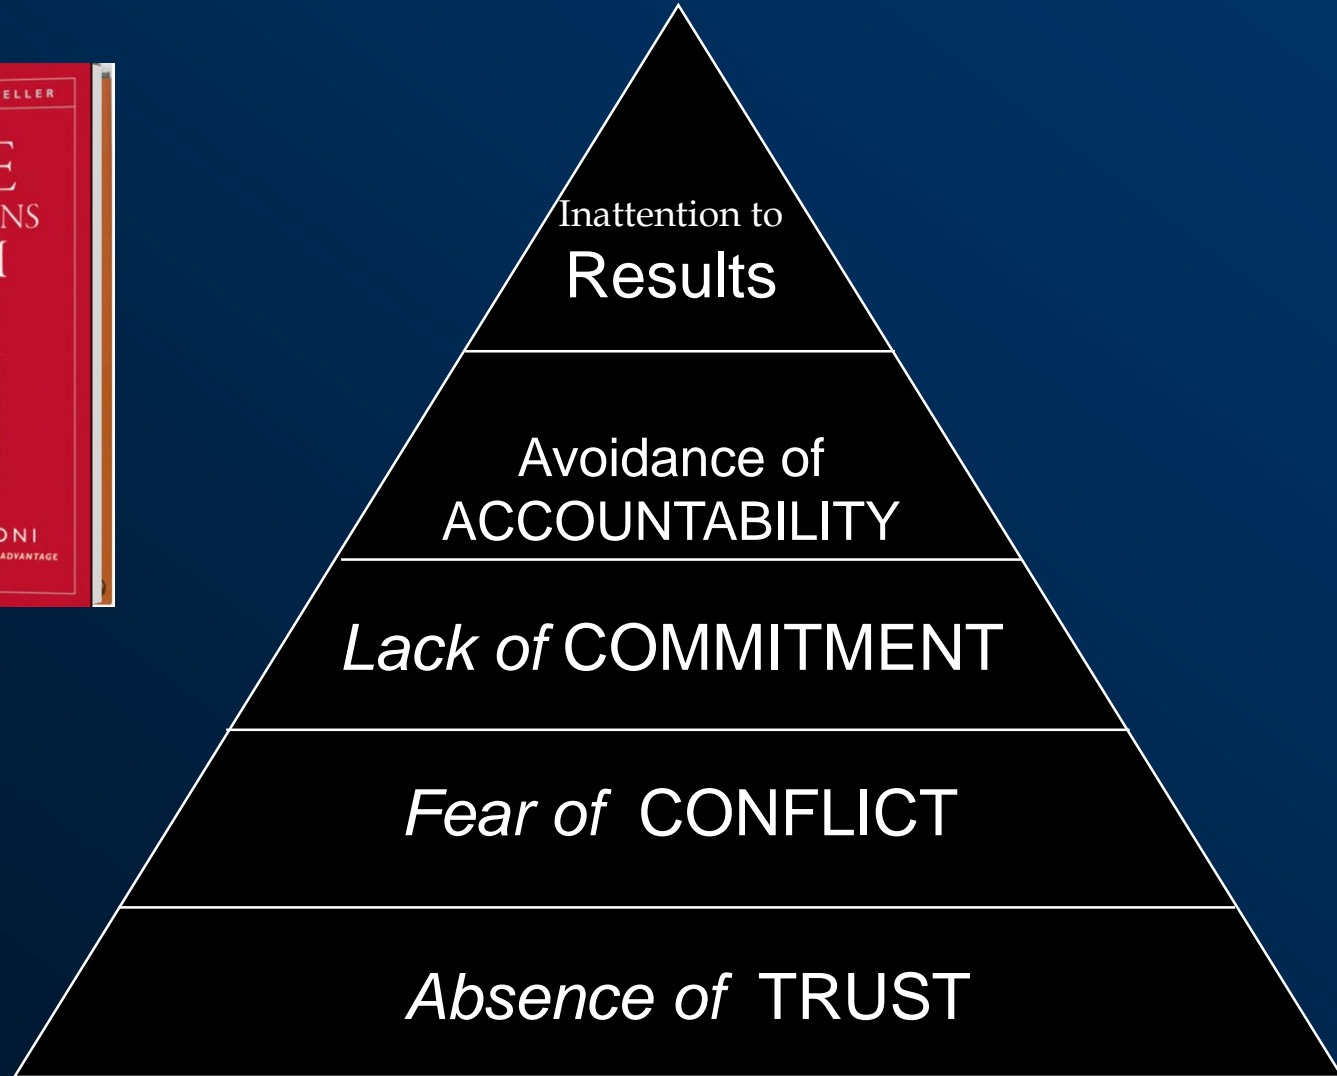 ELLER
E
NS
ONI
ADVANTAGE
Inattention to
Results
Avoidance of
ACCOUNTABILITY
Lack of COMMITMENT
Fear of CONFLICT
Absence of TRUST